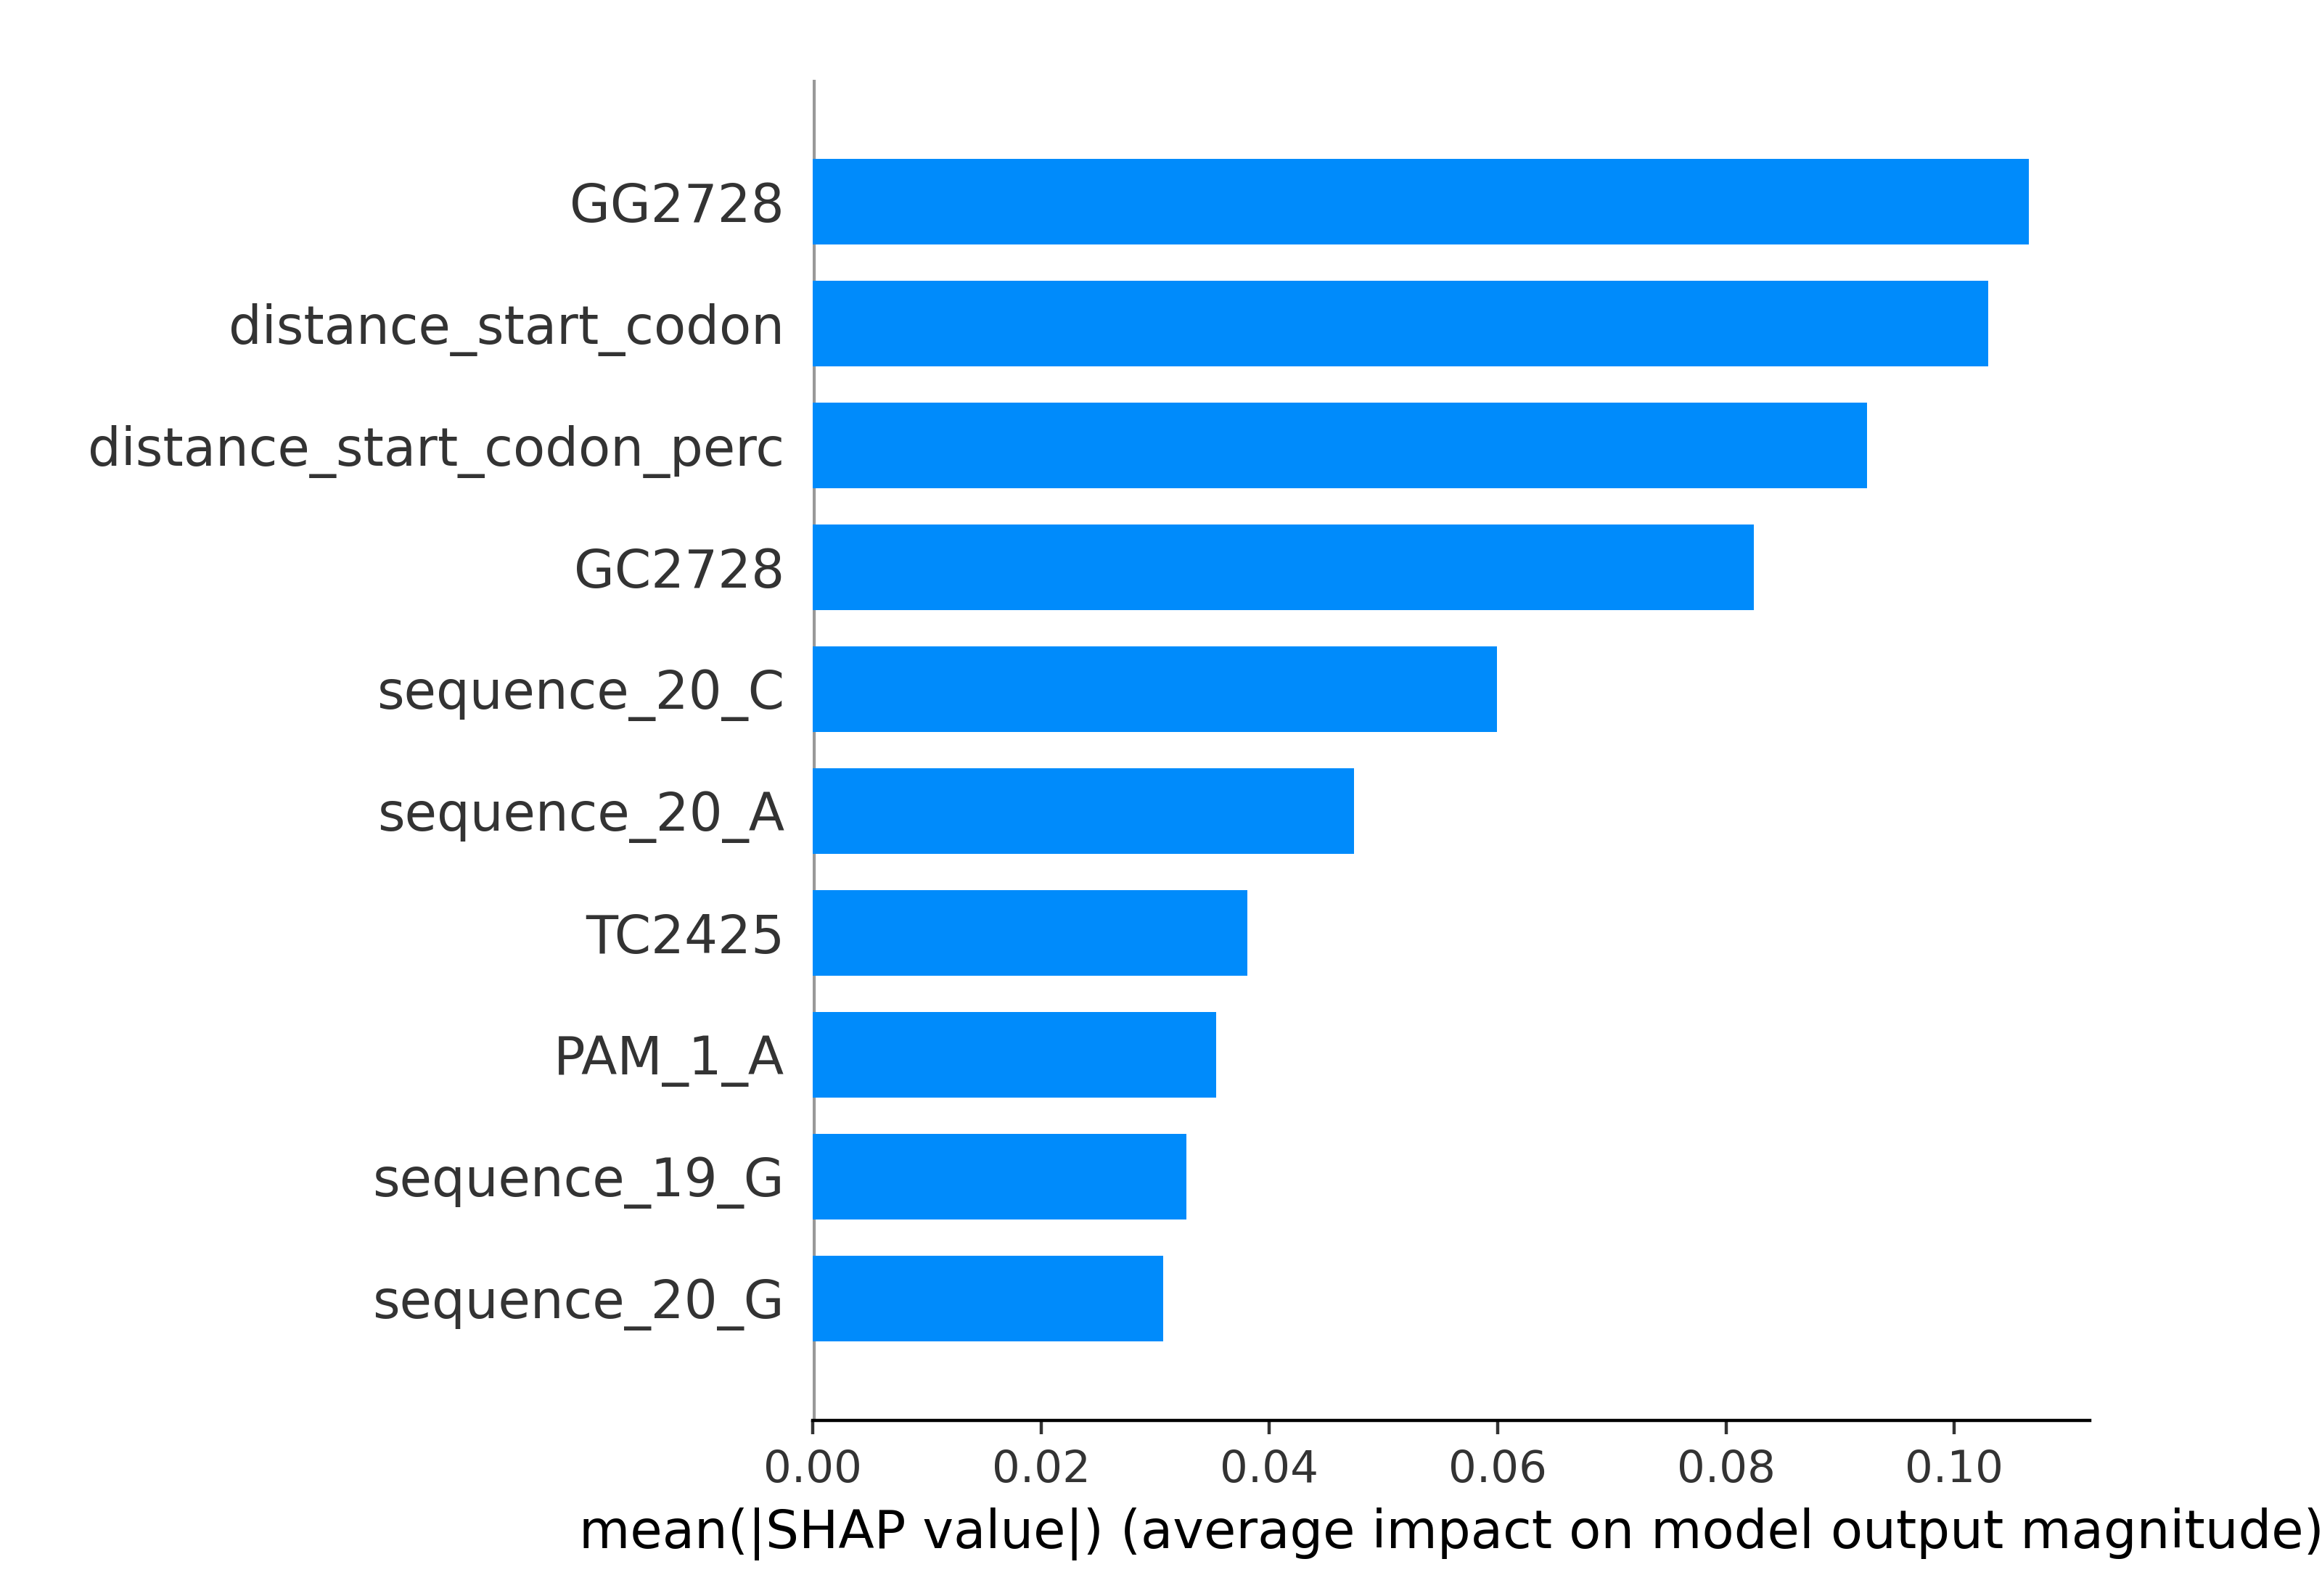 GG2728
distance_start_codon
distance_start_codon_perc
GC2728
sequence_20_C
sequence_20_A
TC2425
PAM_1_A
sequence_19_G
sequence_20_G
0.00 0.02 0.04 0.06 0.08 0.10
mean(|SHAP value|) (average impact on model output magnitude)